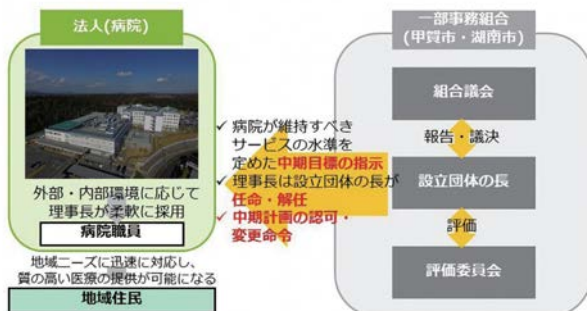 法人(病院)
外部・内部環境に応じて
理事長が柔軟に採用
病院職員
地域ニーズに迅速に対応し、
質の高い医療の提供が可能になる
地域住民
✓ 病院が維持すべき
サービスの水準を
定めた中期目標の指示
✓ 理事長は設立団体の長が
任命・解任
✓ 中期計画の認可・
変更命令
一部事務組合
(甲賀市・湖南市)
組合議会
報告・議決
設立団体の長
評価
評価委員会